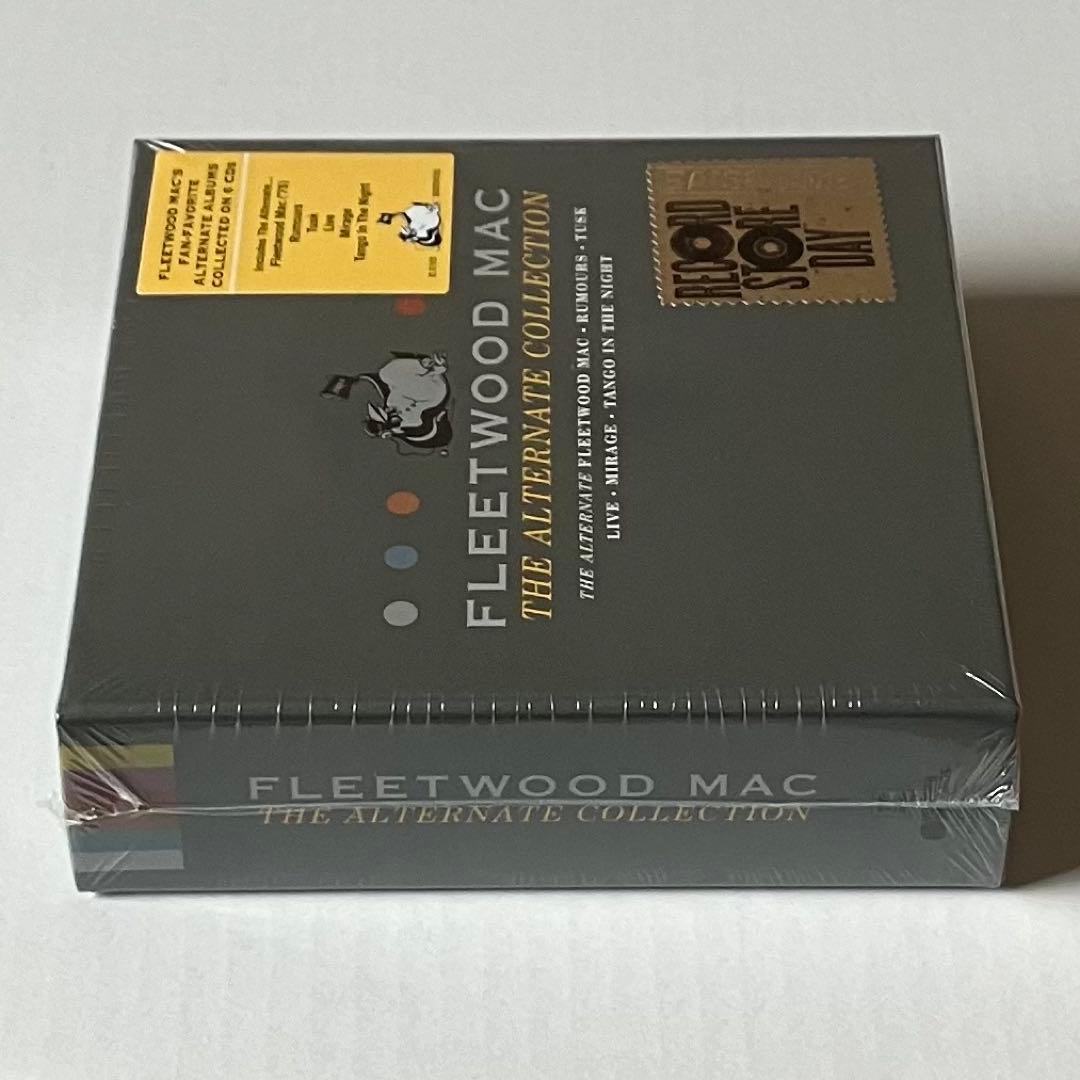 FLEETWOOD MAC'S
FAN-FAVORITE
ALTERNATE ALBUMS
COLLECTED ON 6 CDs
Includes The Alternate...
Fleetwood Mac (75)
Rumours
Tusk
Live
Mirage
Tango In The Night
FLEETWOOD MAC
THE ALTERNATE COLLECTION
THE ALTERNATE FLEETWOOD MAC • RUMOURS • TUSK
LIVE • MIRAGE • TANGO IN THE NIGHT
RECORD
STORE
DAY
FLEETWOOD MAC
THE ALTERNATE COLLECTION